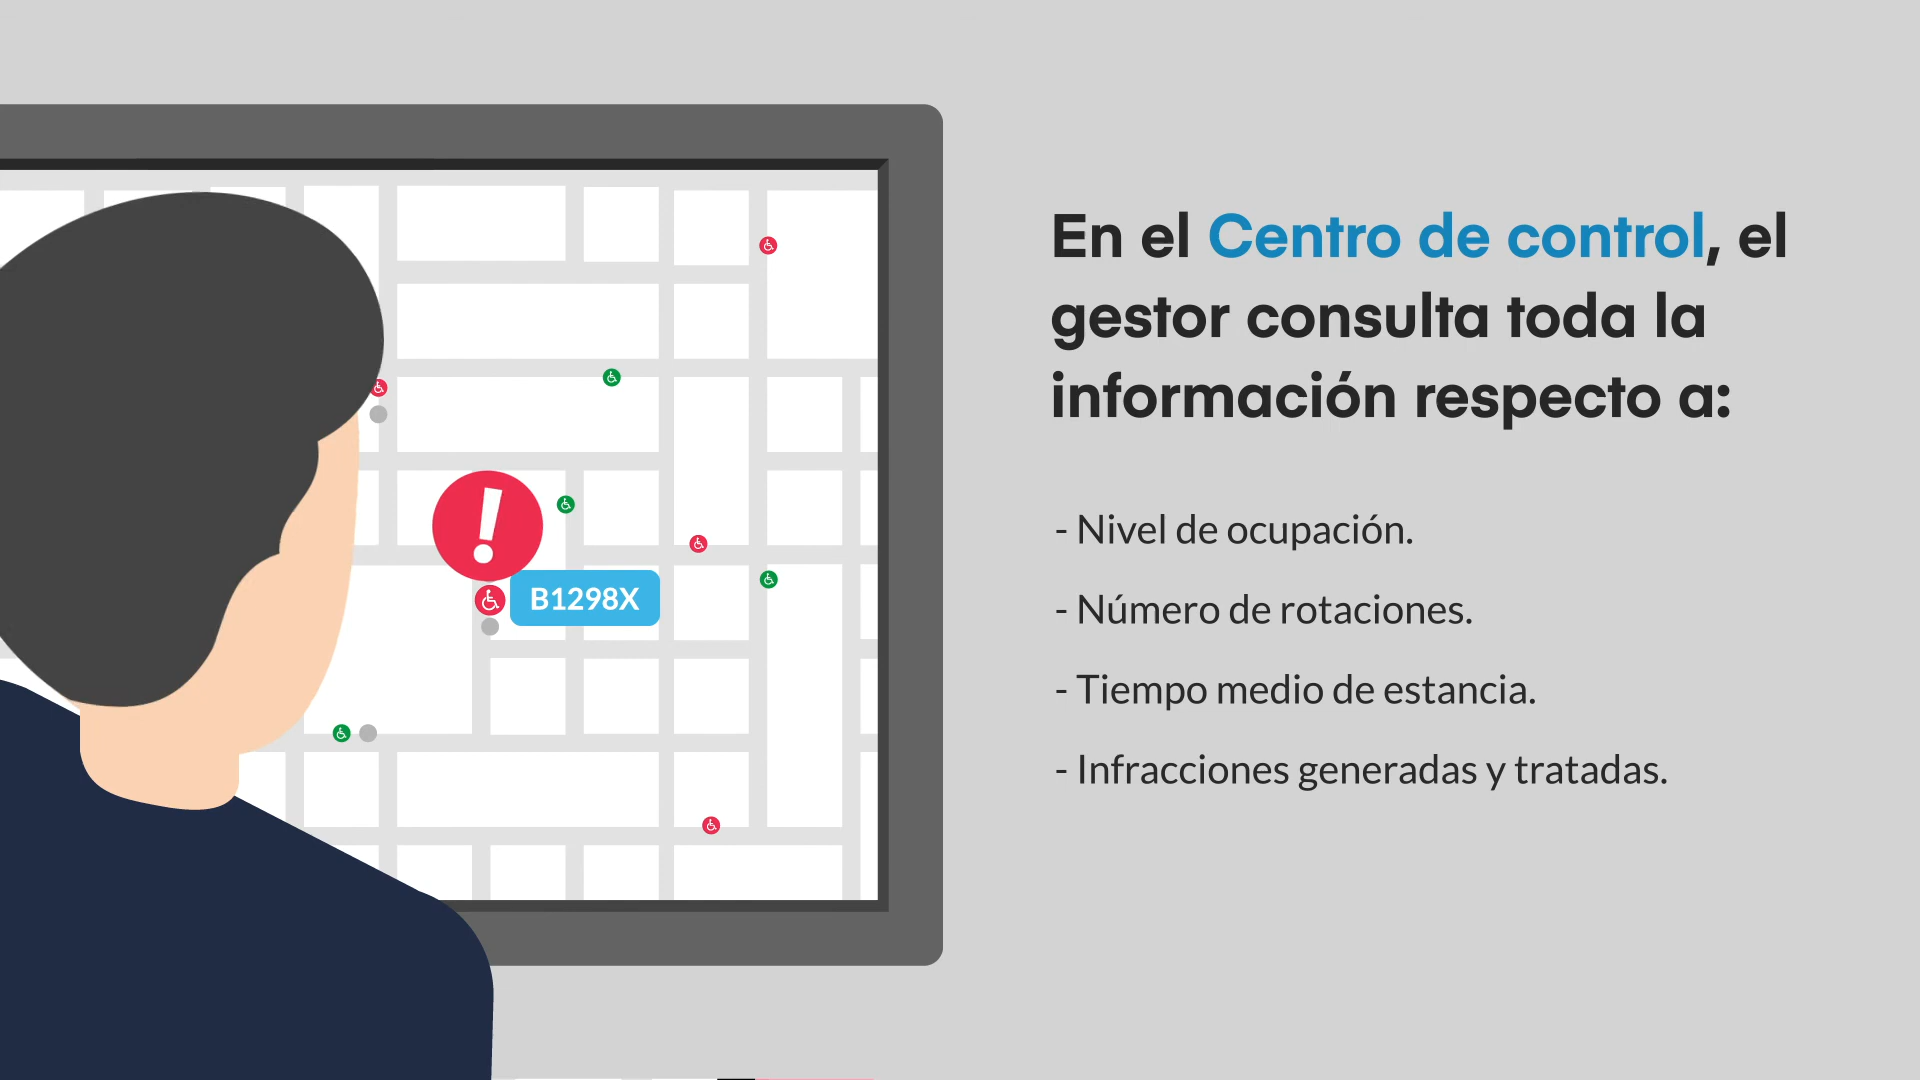 En el Centro de control, el
gestor consulta toda la
información respecto a:
- Nivel de ocupación.
- Número de rotaciones.
- Tiempo medio de estancia.
- Infracciones generadas y tratadas.
!
B1298X